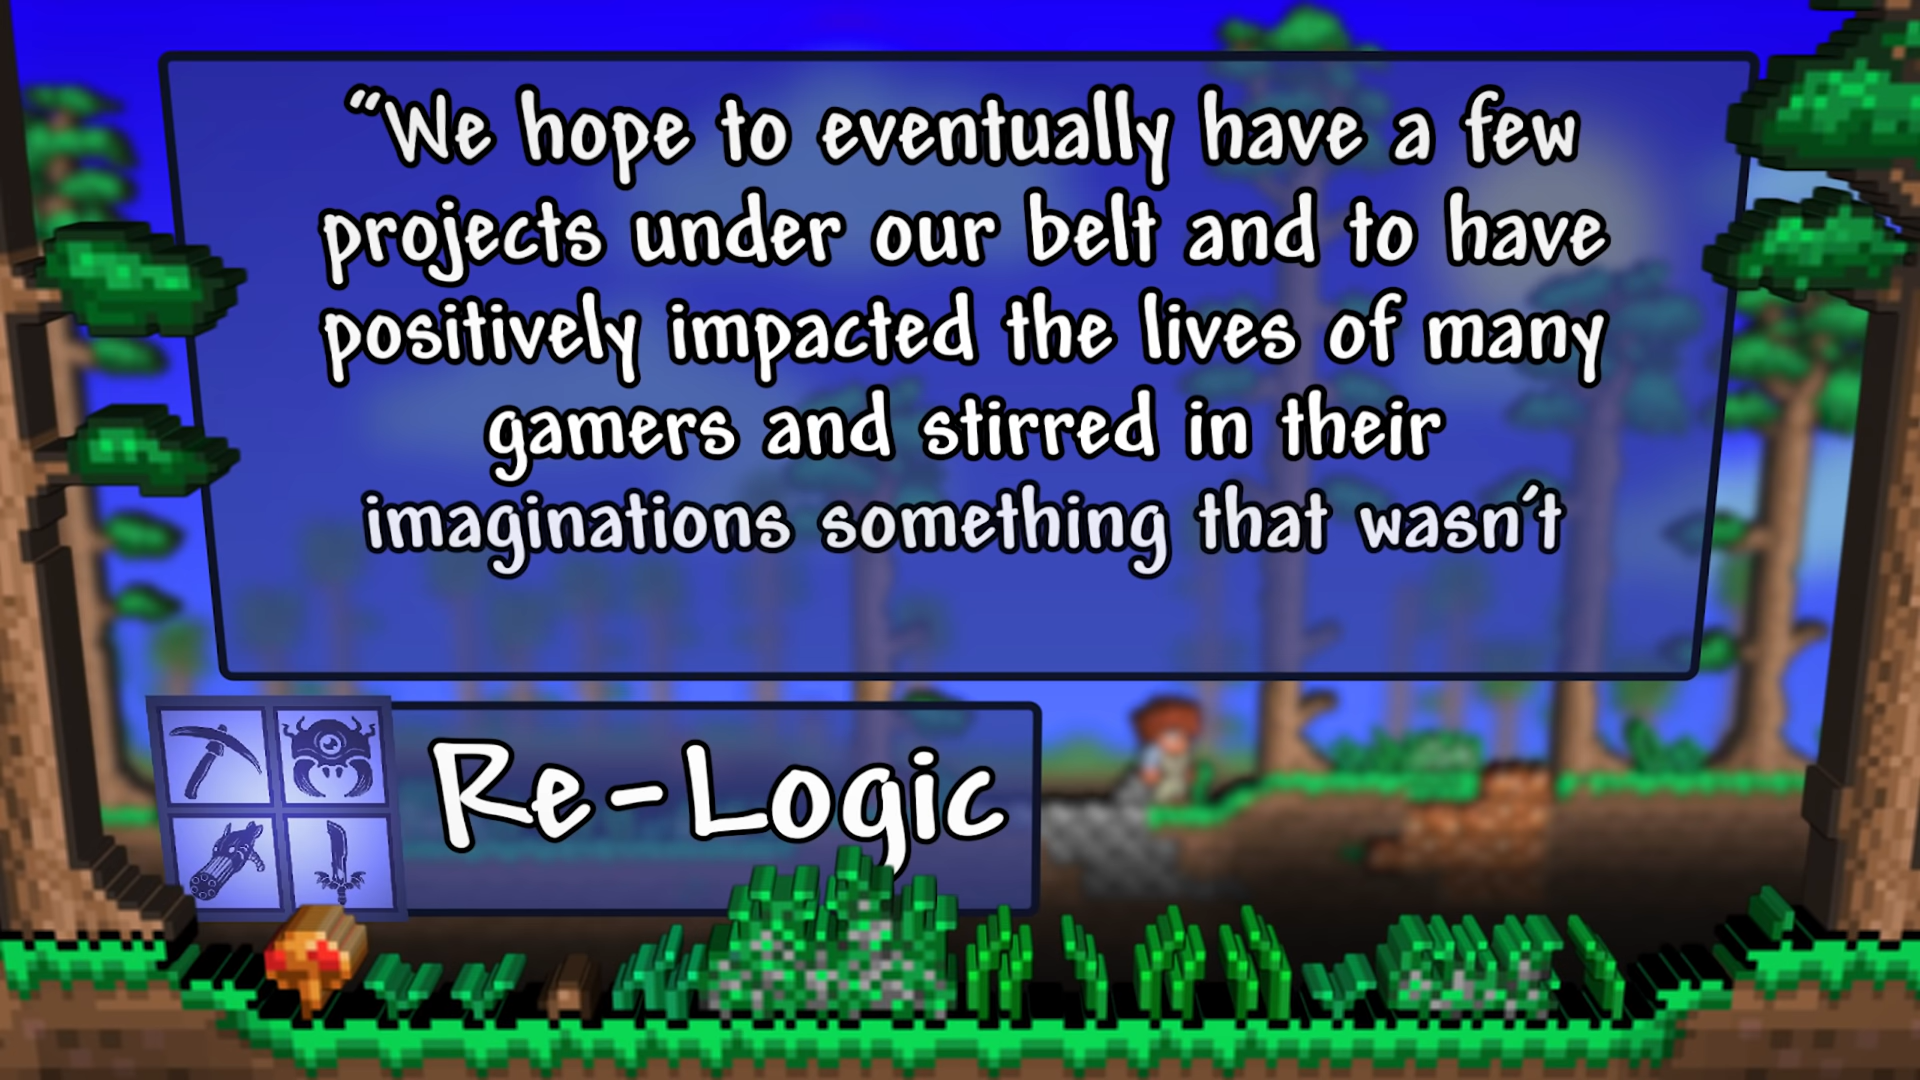 “We hope to eventually have a few
projects under our belt and to have
positively impacted the lives of many
gamers and stirred in their
imaginations something that wasn't
Re-Logic